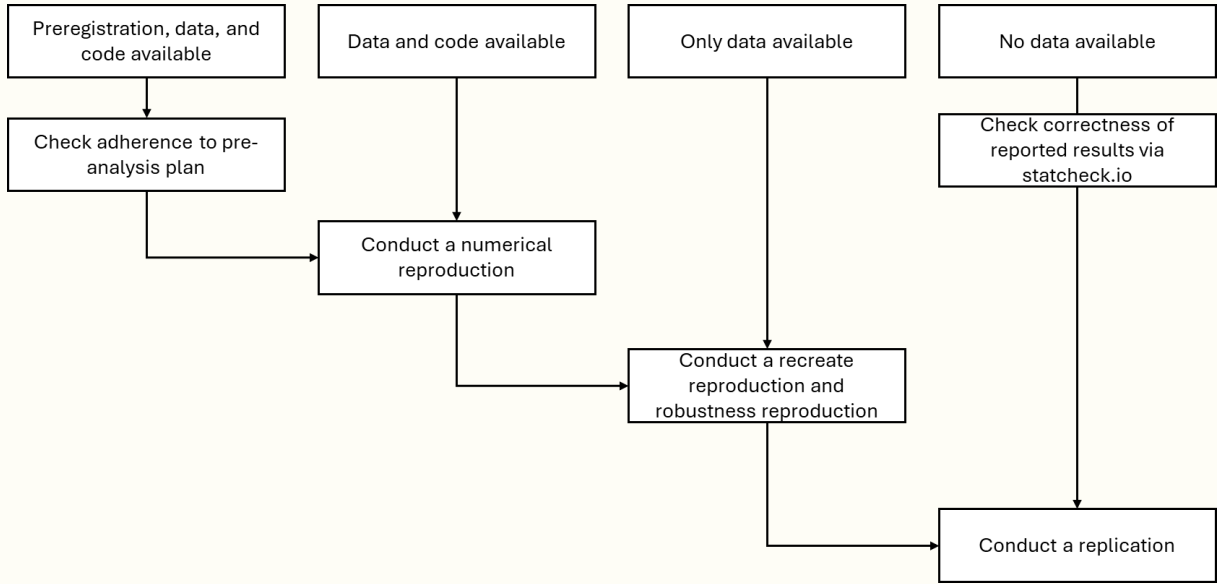 Preregistration, data, and
code available
Data and code available
Only data available
No data available
Check adherence to pre-
analysis plan
Check correctness of
reported results via
statcheck.io
Conduct a numerical
reproduction
Conduct a recreate
reproduction and
robustness reproduction
Conduct a replication